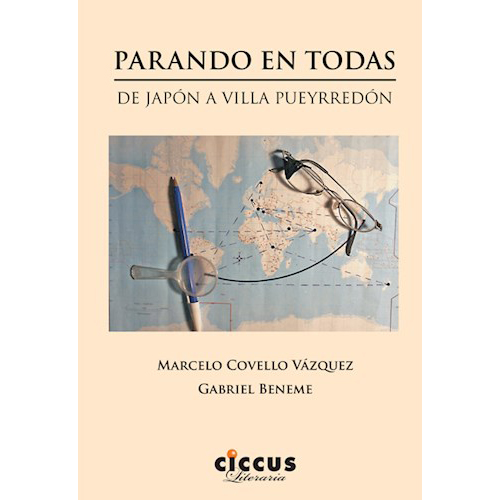 PARANDO EN TODAS
DE JAPÓN A VILLA PUEYRREDÓN
MARCELO COVELLO VÁZQUEZ
GABRIEL BENEME
CICCUS
Literaria